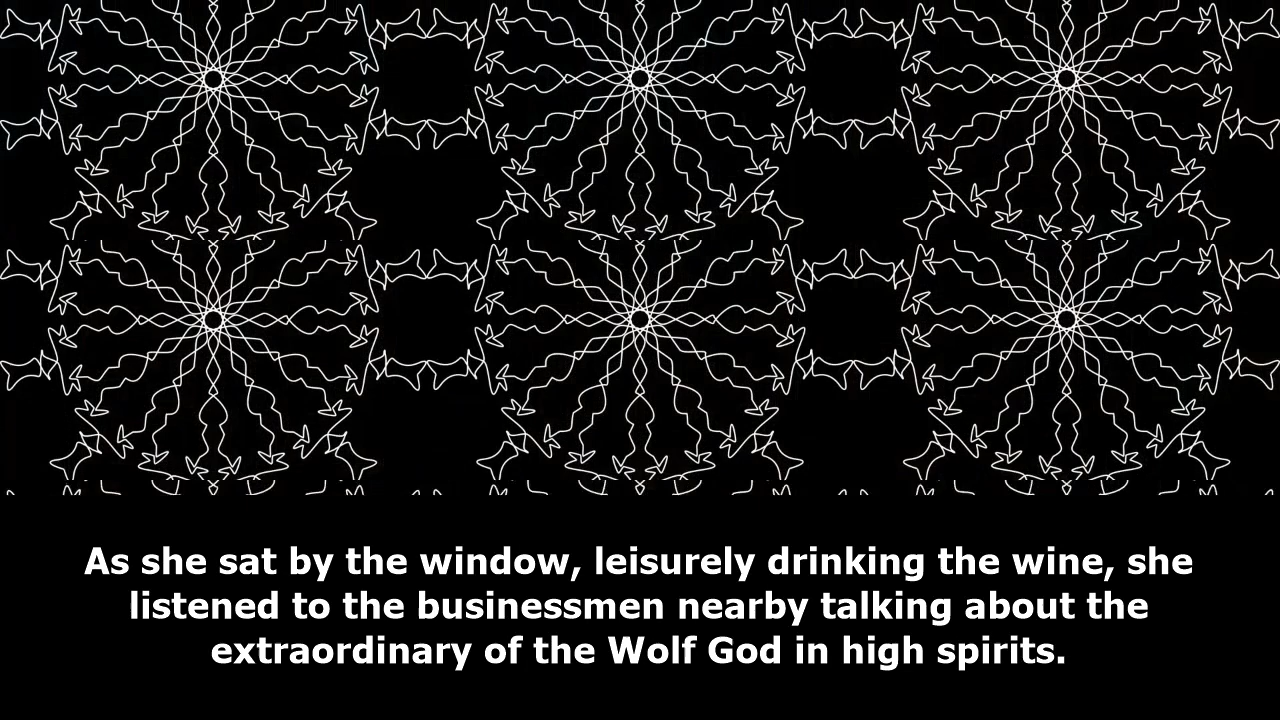 As she sat by the window, leisurely drinking the wine, she
listened to the businessmen nearby talking about the
extraordinary of the Wolf God in high spirits.